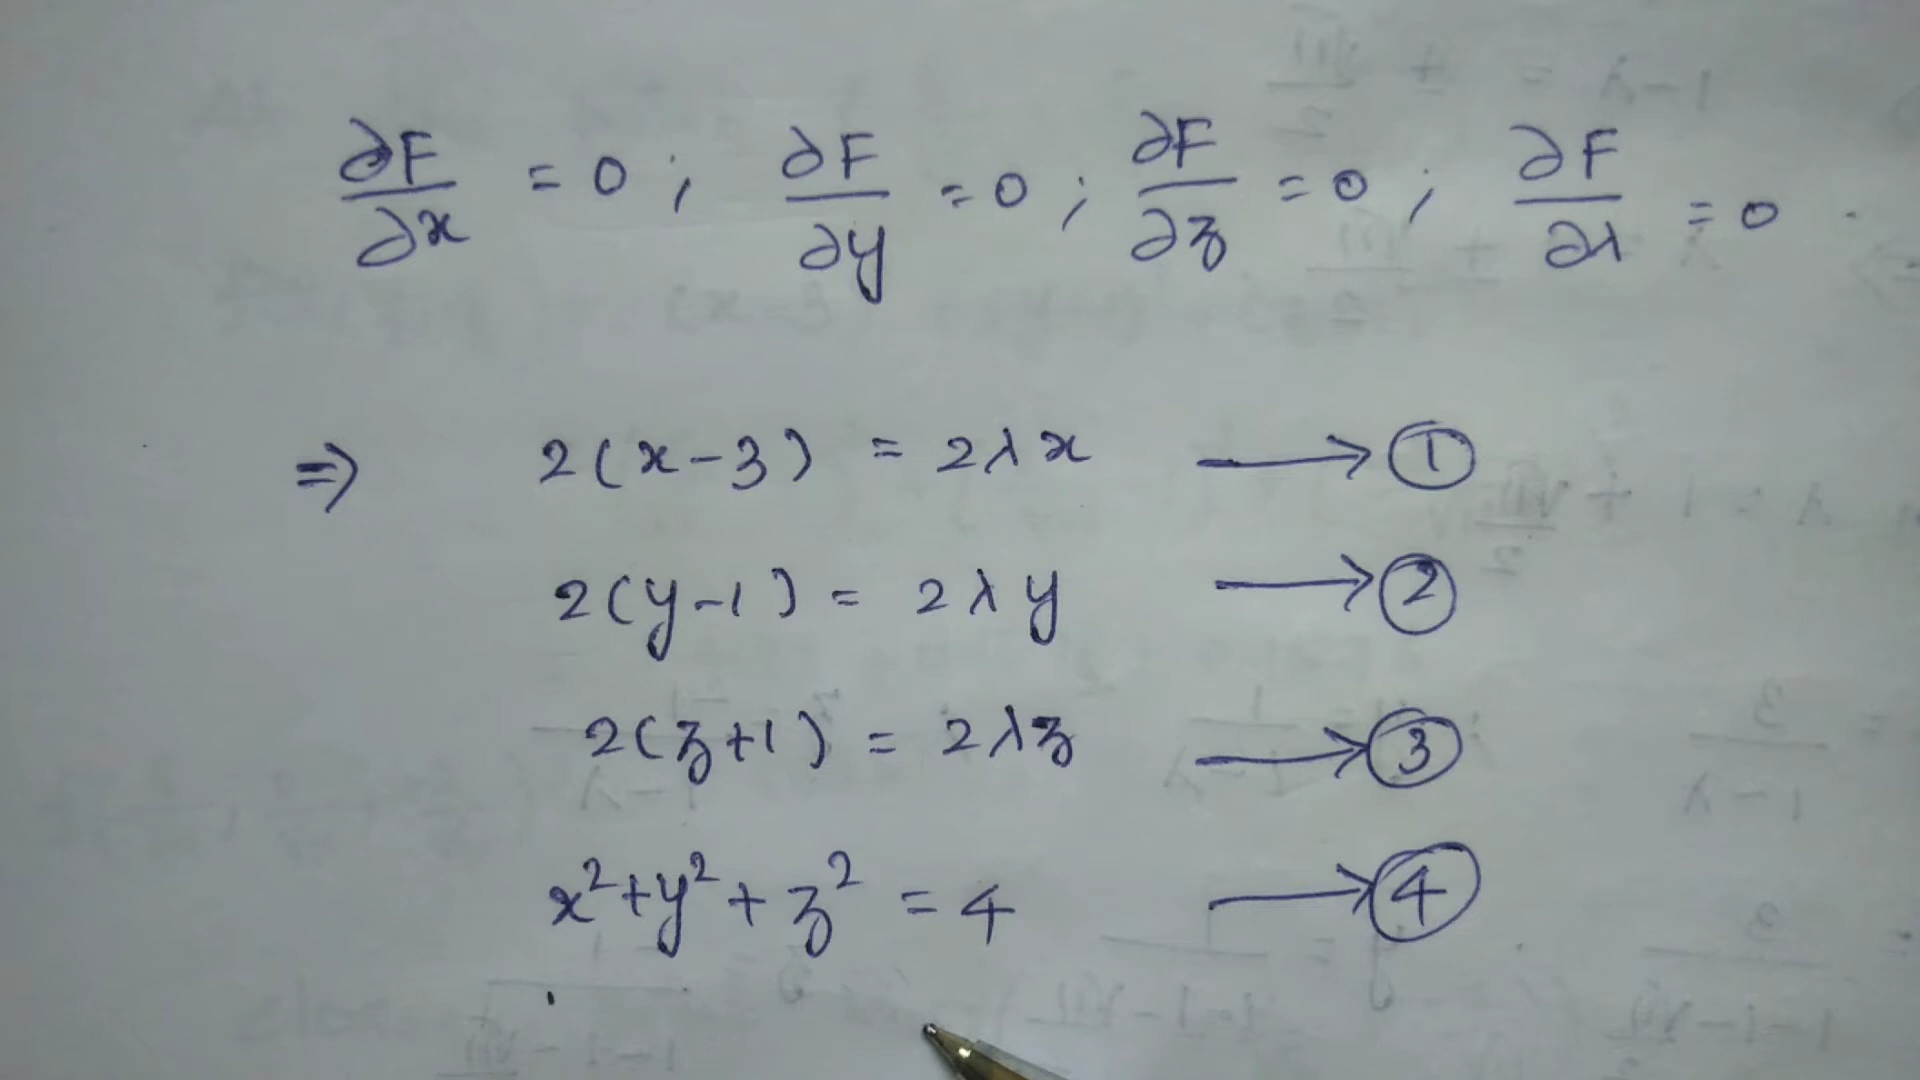 ∂F/∂x = 0 ; ∂F/∂y = 0 ; ∂F/∂z = 0 ; ∂F/∂λ = 0
⇒ 2(x-3) = 2λx → ①
2(y-1) = 2λy → ②
2(z+1) = 2λz → ③
x²+y²+z² = 4 → ④